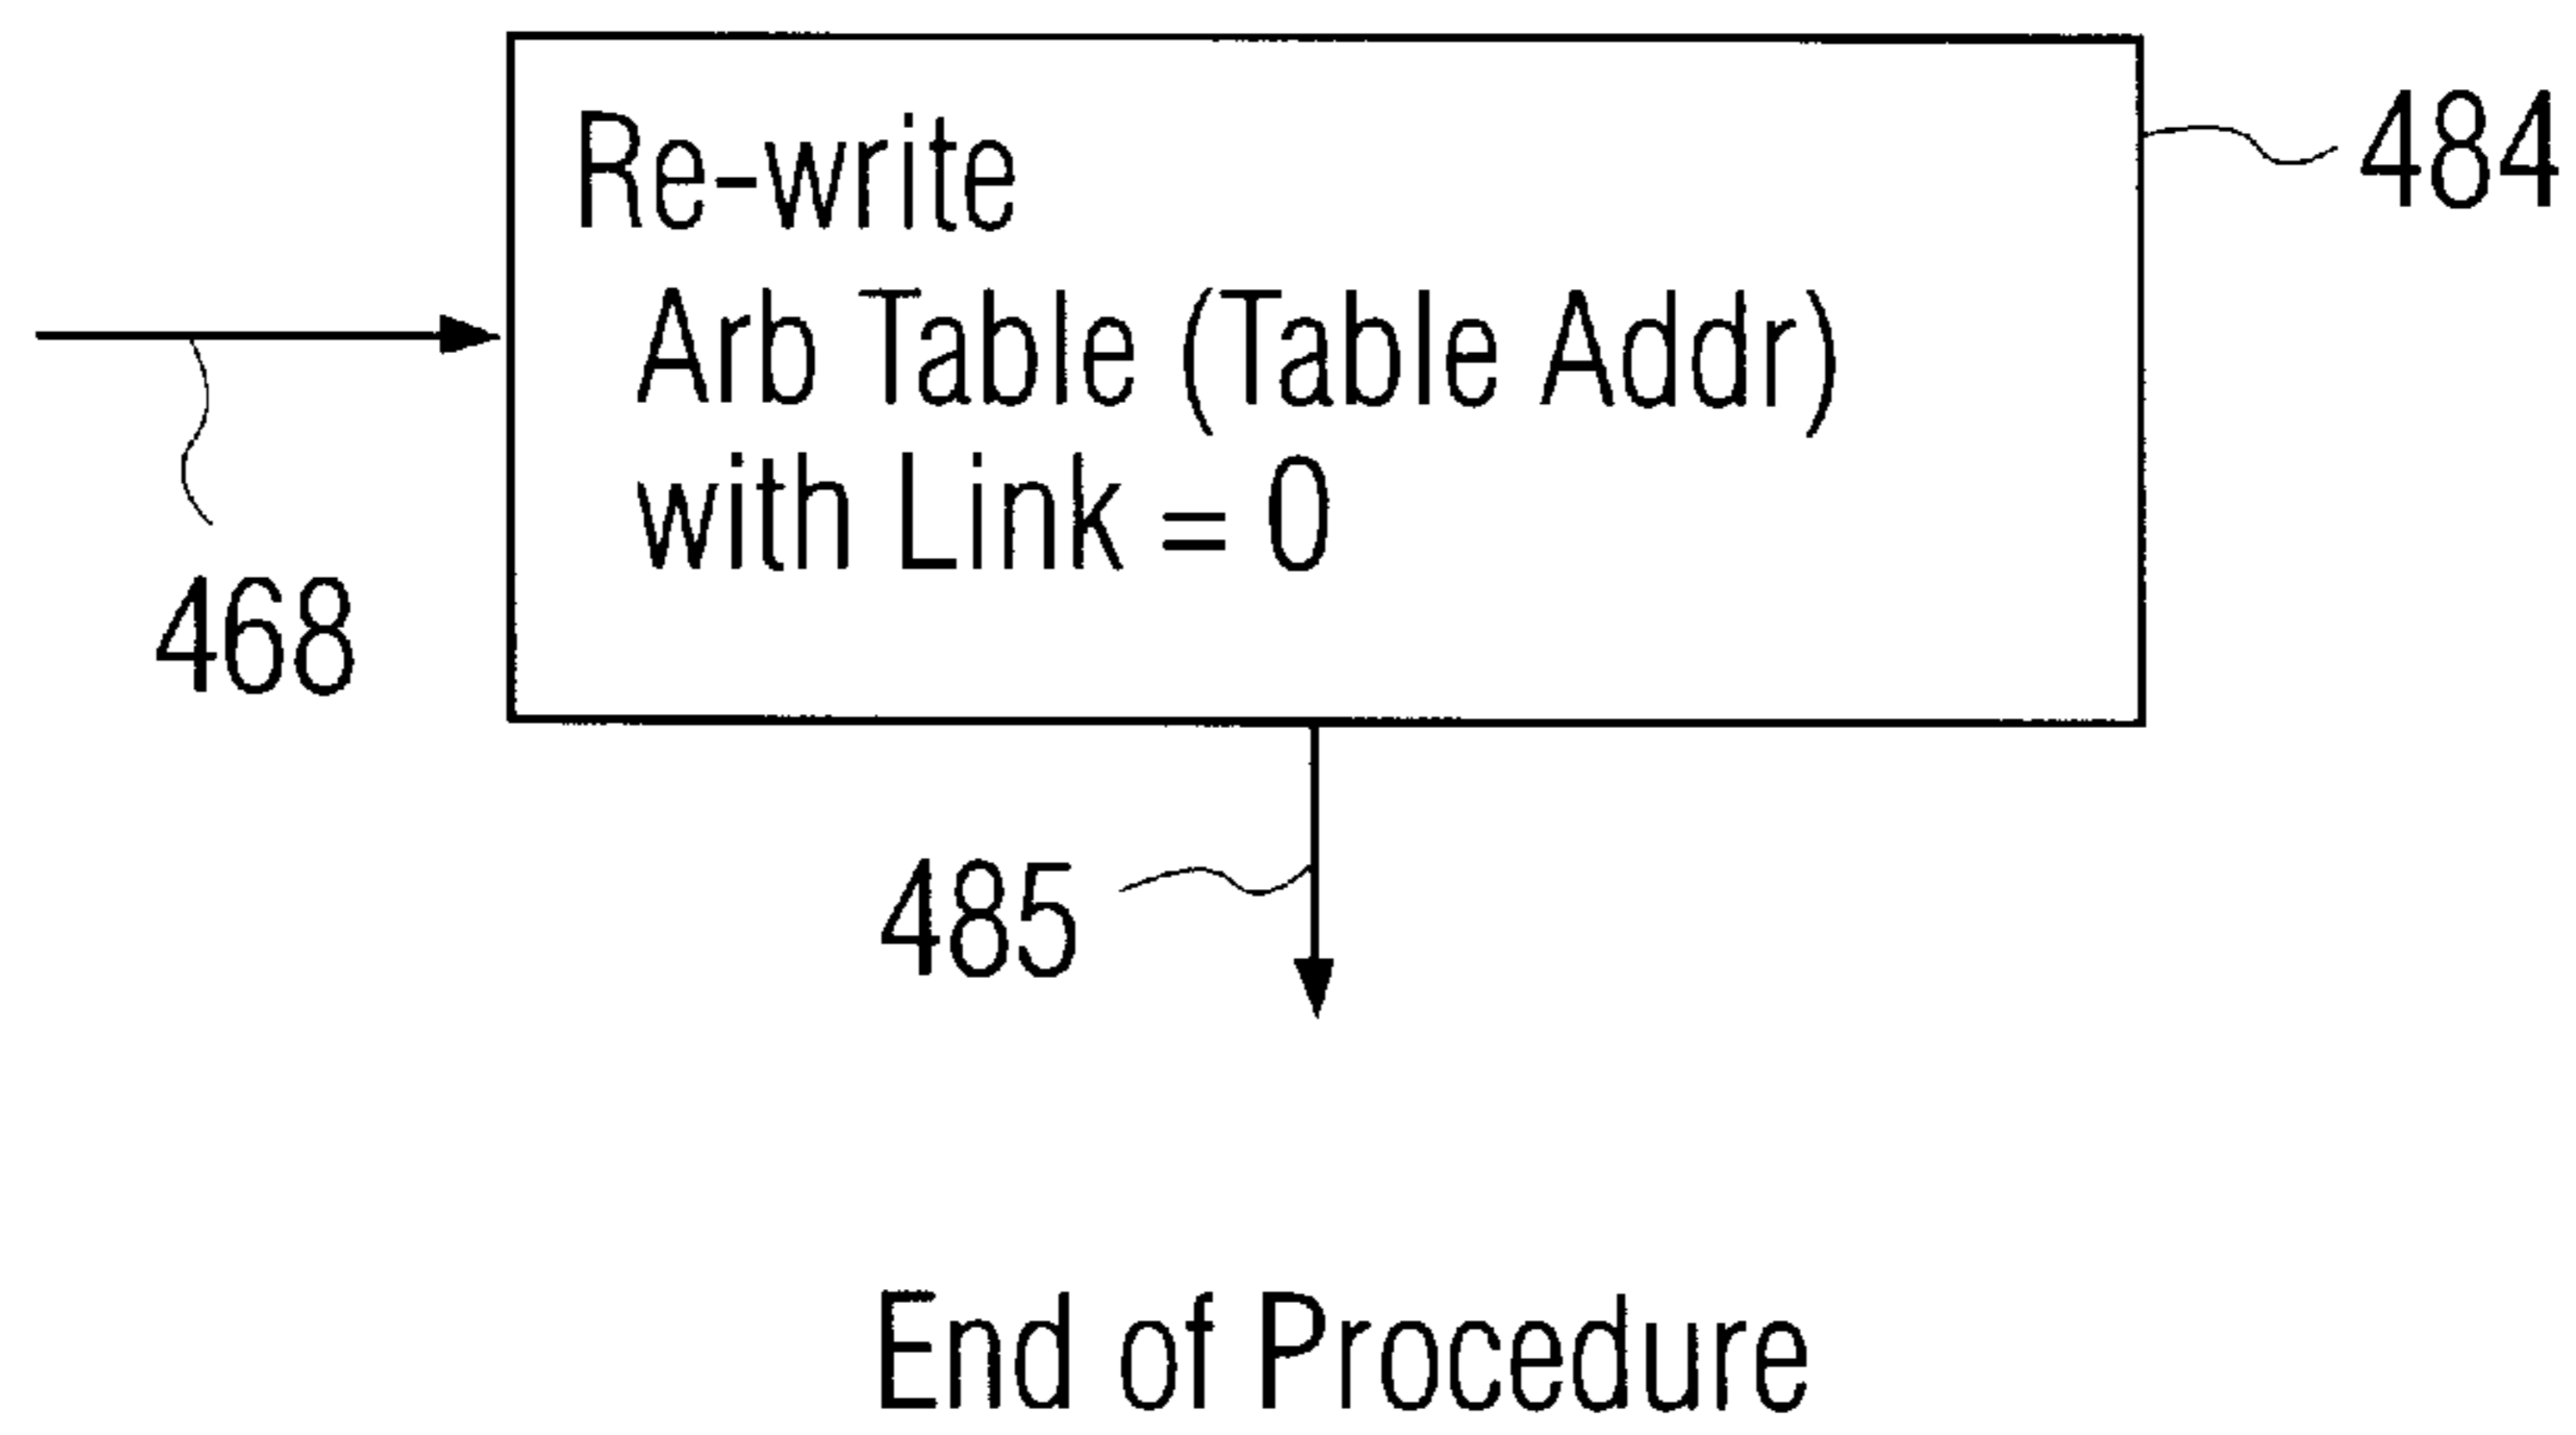 Re-write
Arb Table (Table Addr)
with Link = 0
484
468
485
End of Procedure